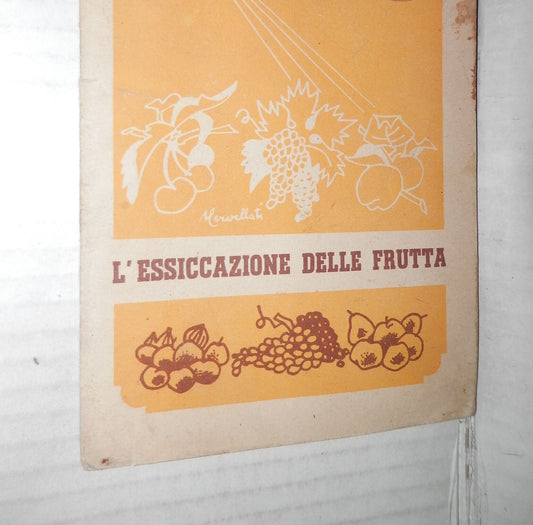 Mervellati
L'ESSICCAZIONE DELLE FRUTTA